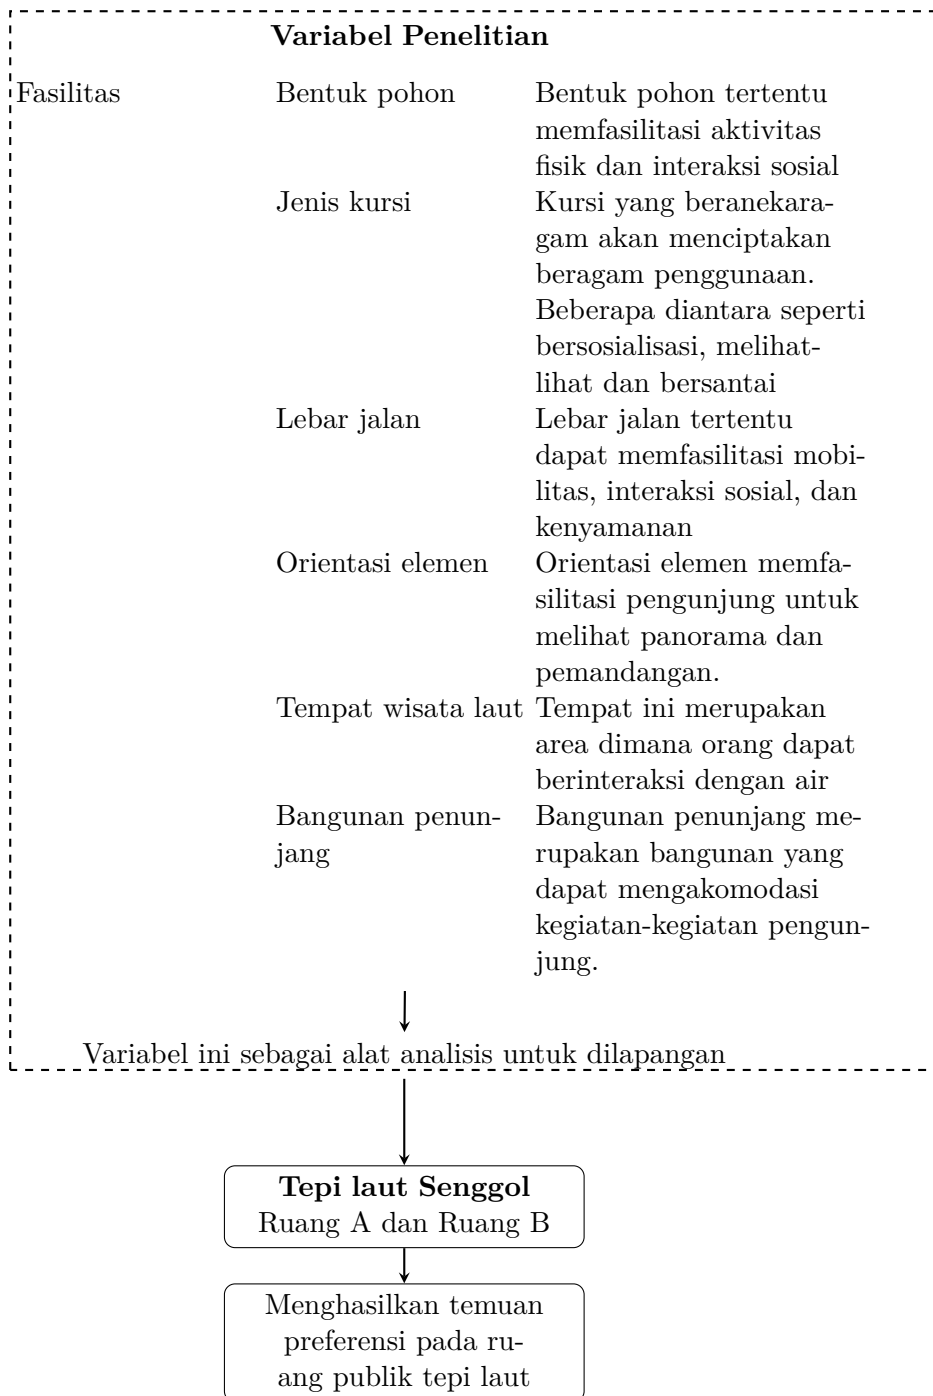 Variabel Penelitian
Fasilitas Bentuk pohon Bentuk pohon tertentu
memfasilitasi aktivitas
fisik dan interaksi sosial
Jenis kursi Kursi yang beranekara-
gam akan menciptakan
beragam penggunaan.
Beberapa diantara seperti
bersosialisasi, melihat-
lihat dan bersantai
Lebar jalan Lebar jalan tertentu
dapat memfasilitasi mobi-
litas, interaksi sosial, dan
kenyamanan
Orientasi elemen Orientasi elemen memfa-
silitasi pengunjung untuk
melihat panorama dan
pemandangan.
Tempat wisata laut Tempat ini merupakan
area dimana orang dapat
berinteraksi dengan air
Bangunan penun- Bangunan penunjang me-
jang rupakan bangunan yang
dapat mengakomodasi
kegiatan-kegiatan pengun-
jung.
Variabel ini sebagai alat analisis untuk dilapangan
Tepi laut Senggol
Ruang A dan Ruang B
Menghasilkan temuan
preferensi pada ru-
ang publik tepi laut